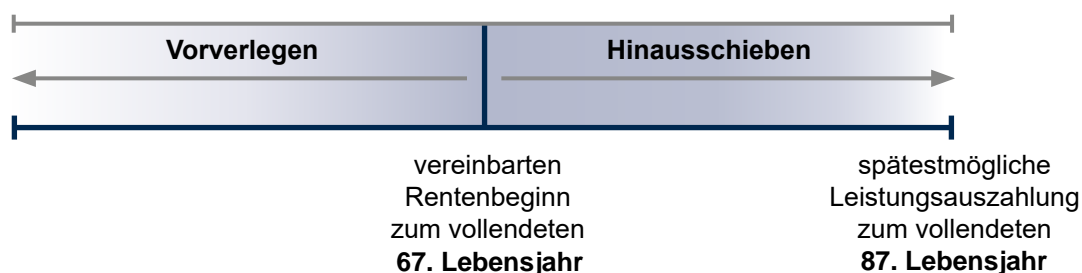 Vorverlegen
Hinausschieben
vereinbarten
Rentenbeginn
zum vollendeten
67. Lebensjahr
spätestmögliche
Leistungsauszahlung
zum vollendeten
87. Lebensjahr